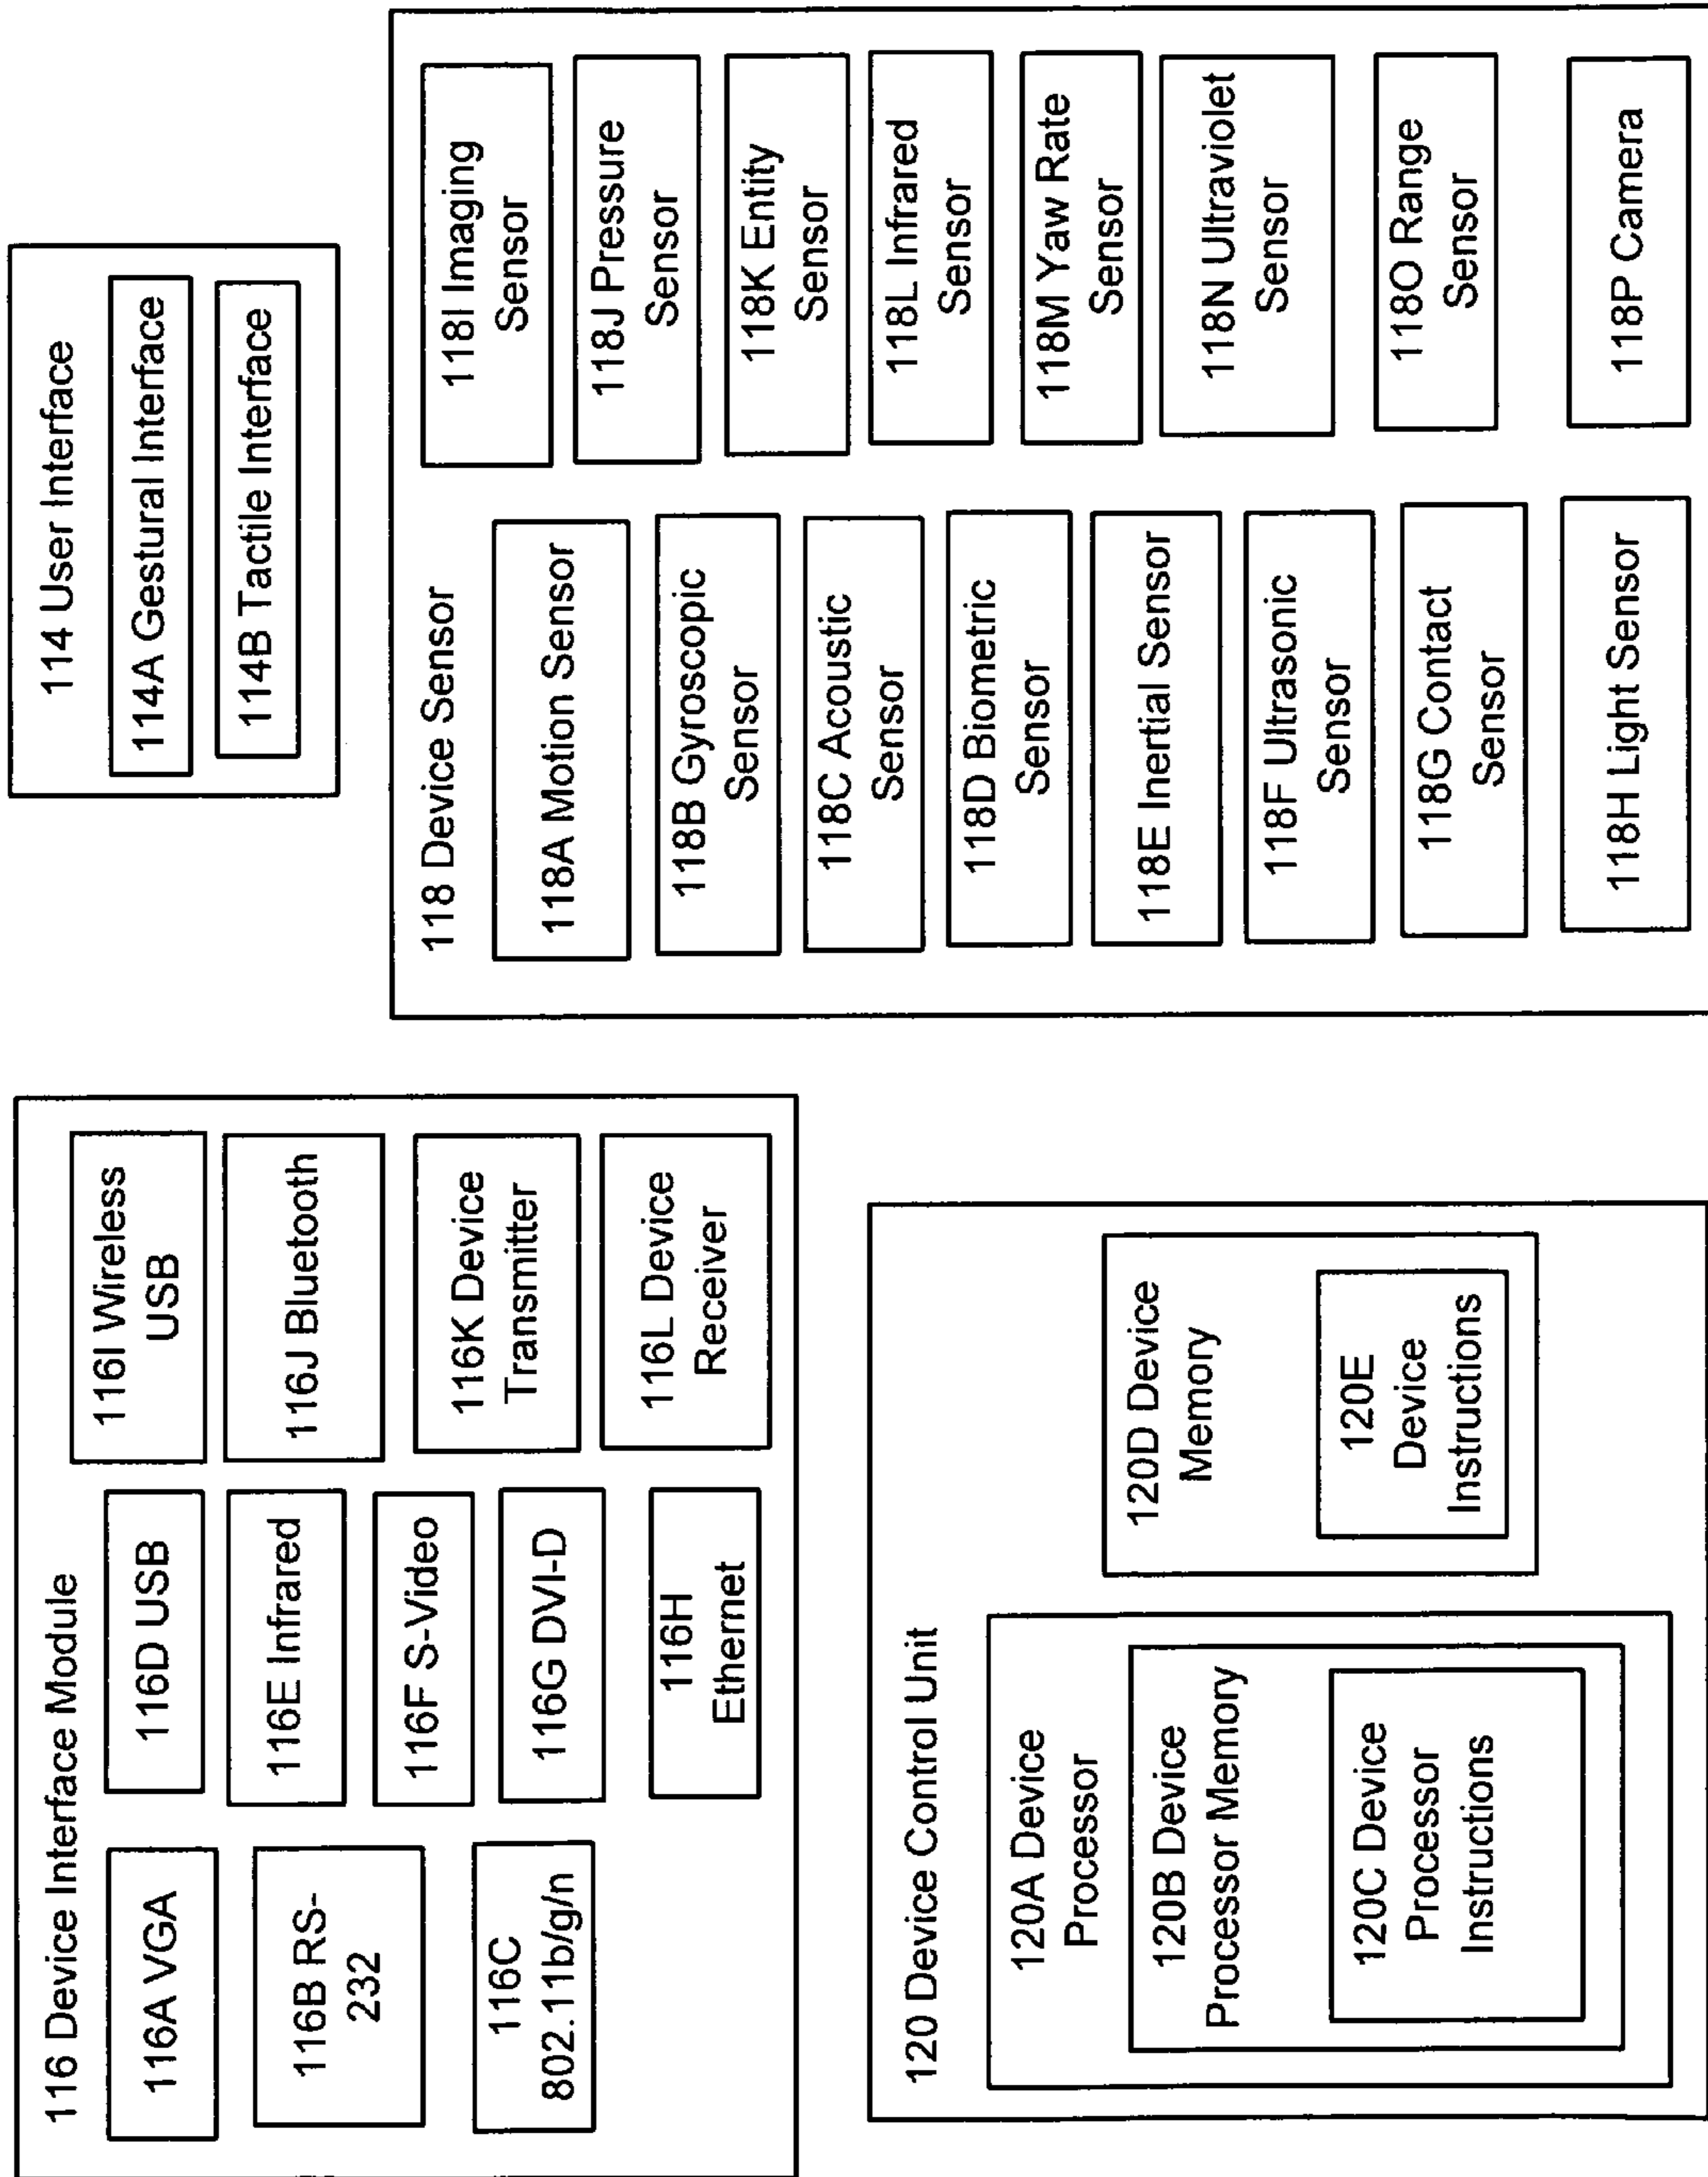 116 Device Interface Module
116A VGA
116B RS-
232
116C
802.11b/g/n
116D USB
116E Infrared
116F S-Video
116G DVI-D
116H
Ethernet
116I Wireless
USB
116J Bluetooth
116K Device
Transmitter
116L Device
Receiver
114 User Interface
114A Gestural Interface
114B Tactile Interface
120 Device Control Unit
120A Device
Processor
120B Device
Processor Memory
120C Device
Processor
Instructions
120D Device
Memory
120E
Device
Instructions
118 Device Sensor
118A Motion Sensor
118B Gyroscopic
Sensor
118C Acoustic
Sensor
118D Biometric
Sensor
118E Inertial Sensor
118F Ultrasonic
Sensor
118G Contact
Sensor
118H Light Sensor
118I Imaging
Sensor
118J Pressure
Sensor
118K Entity
Sensor
118L Infrared
Sensor
118M Yaw Rate
Sensor
118N Ultraviolet
Sensor
118O Range
Sensor
118P Camera